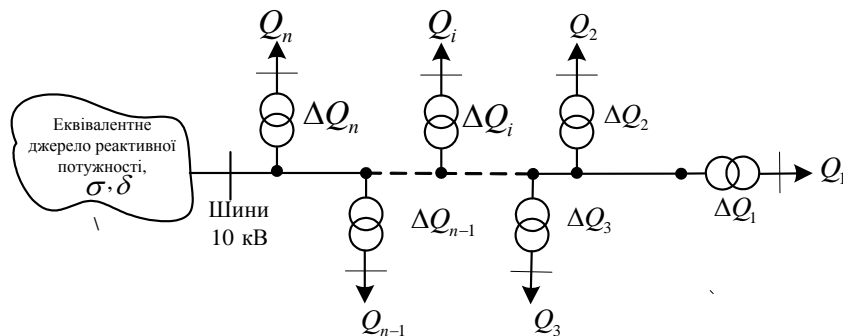 Qₙ
Qᵢ
Q₂
ΔQₙ
ΔQᵢ
ΔQ₂
Еквівалентне
джерело реактивної
потужності,
σ, δ
Q₁
ΔQ₁
Шини
10 кВ
ΔQₙ₋₁
ΔQ₃
Qₙ₋₁
Q₃